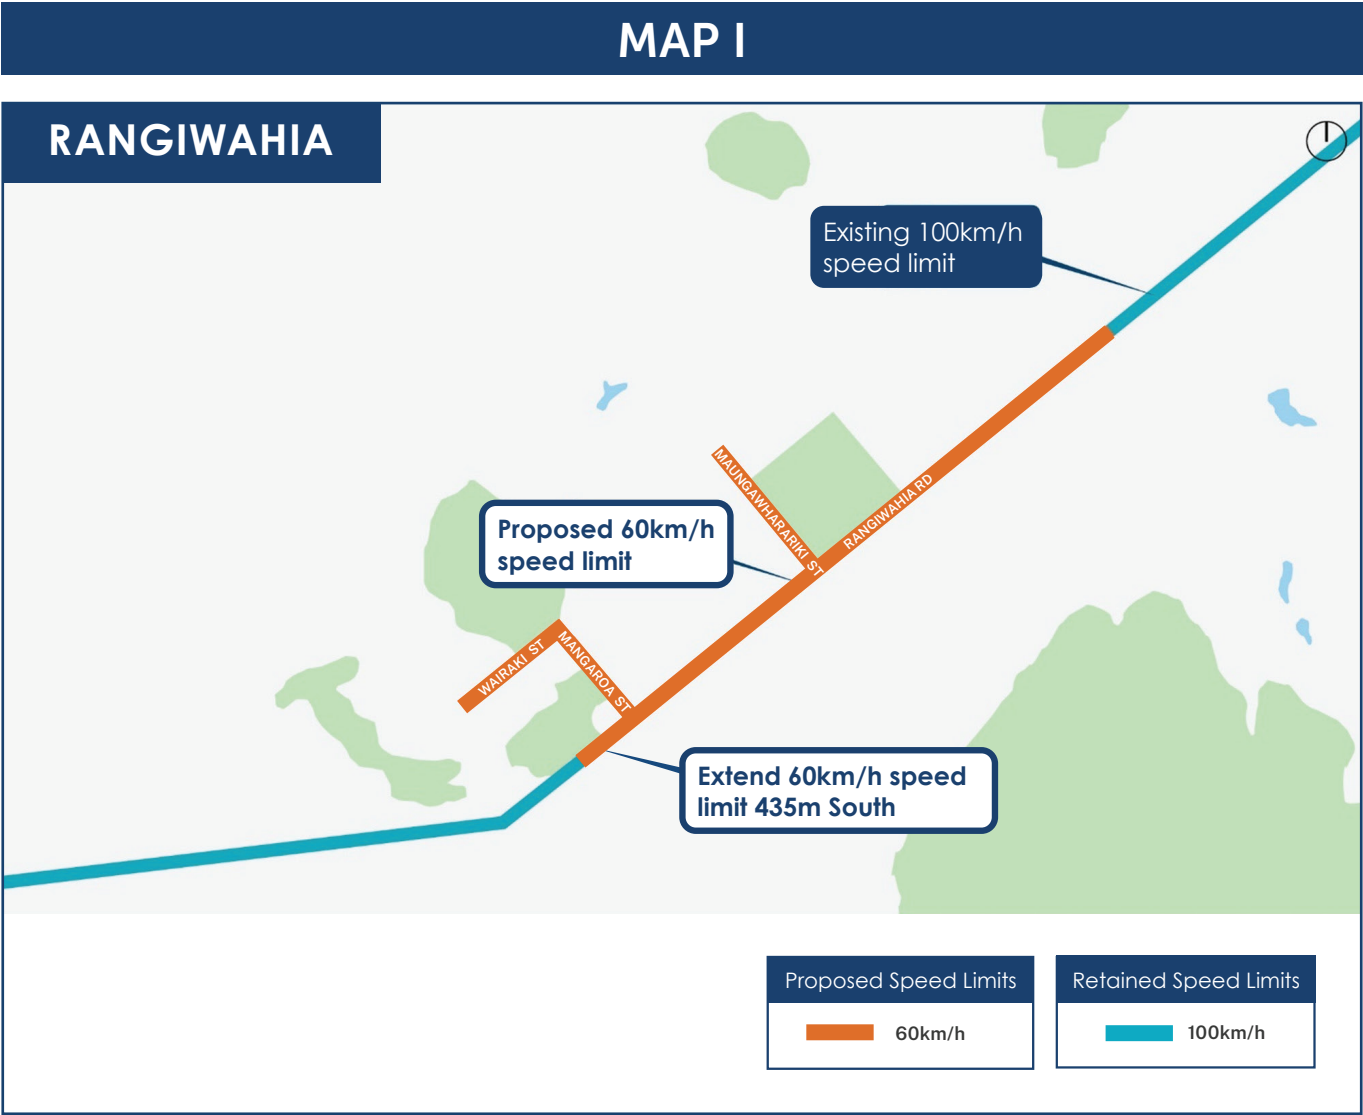 MAP I
RANGIWAHIA
Existing 100km/h
speed limit
MAUNGAWHARARIKI ST
RANGIWAHIA RD
Proposed 60km/h
speed limit
WAIRAKI ST
MANGAROA ST
Extend 60km/h speed
limit 435m South
Proposed Speed Limits
60km/h
Retained Speed Limits
100km/h